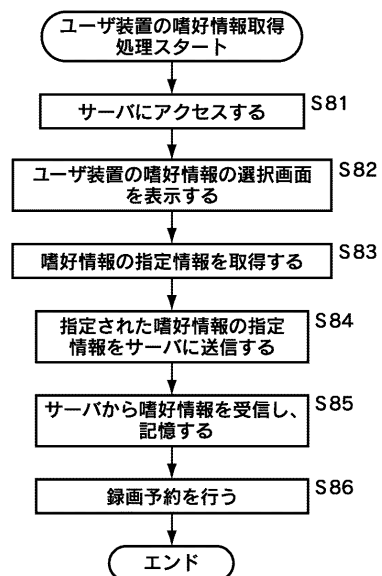 ユーザ装置の嗜好情報取得
処理スタート
サーバにアクセスする
S81
ユーザ装置の嗜好情報の選択画面
を表示する
S82
嗜好情報の指定情報を取得する
S83
指定された嗜好情報の指定
情報をサーバに送信する
S84
サーバから嗜好情報を受信し、
記憶する
S85
録画予約を行う
S86
エンド